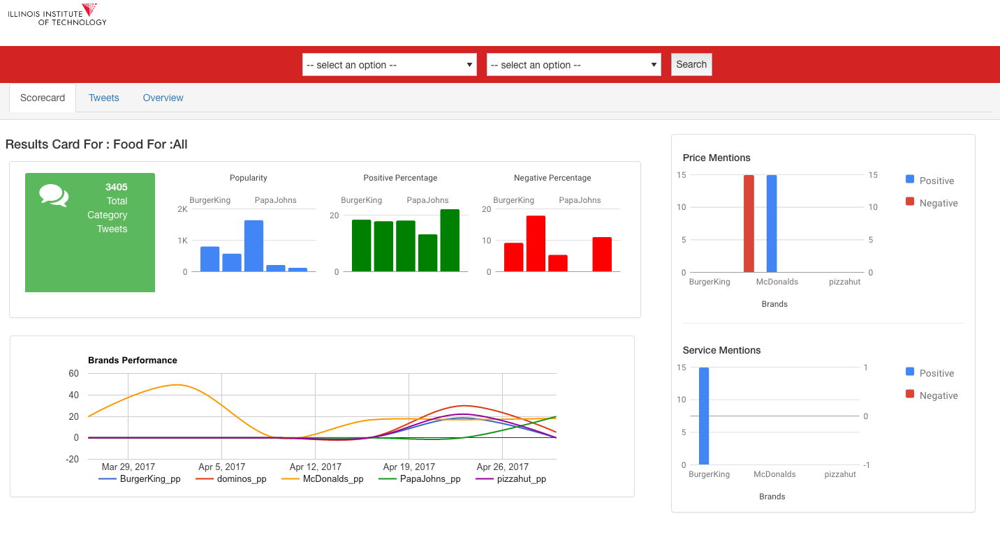 ILLINOIS INSTITUTE
OF TECHNOLOGY
-- select an option --
-- select an option --
Search
Scorecard
Tweets
Overview
Results Card For : Food For :All
3405
Total
Category
Tweets
Popularity
BurgerKing PapaJohns
2K
1K
0
Positive Percentage
BurgerKing PapaJohns
20
0
Negative Percentage
BurgerKing PapaJohns
20
10
0
Brands Performance
60
40
20
0
-20
Mar 29, 2017 Apr 5, 2017 Apr 12, 2017 Apr 19, 2017 Apr 26, 2017
BurgerKing_pp dominos_pp McDonalds_pp PapaJohns_pp pizzahut_pp
Price Mentions
15 15
10 10
5 5
0 0
BurgerKing McDonalds pizzahut
Brands
Positive
Negative
Service Mentions
15 1
10
0
5
0 -1
BurgerKing McDonalds pizzahut
Brands
Positive
Negative